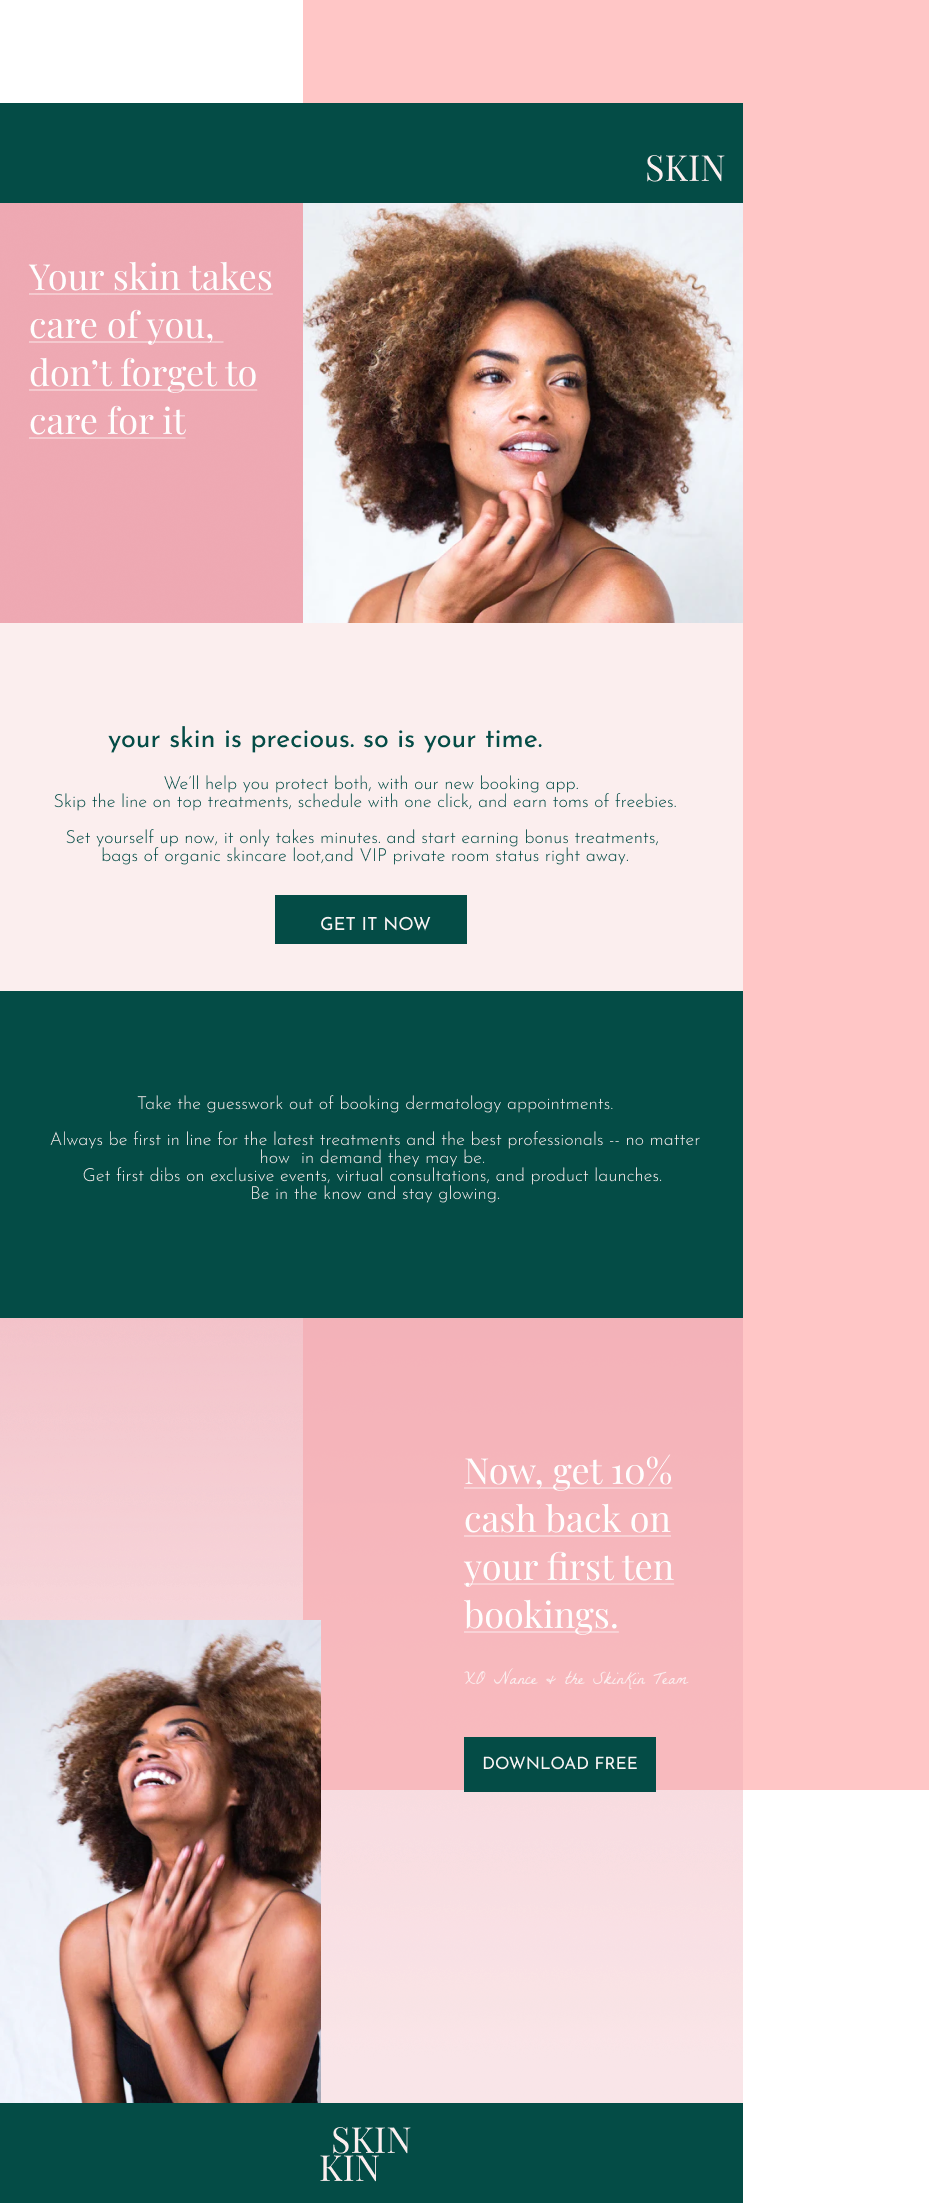 SKIN
Your skin takes
care of you,
don’t forget to
care for it
your skin is precious. so is your time.
We’ll help you protect both, with our new booking app.
Skip the line on top treatments, schedule with one click, and earn toms of freebies.
Set yourself up now, it only takes minutes. and start earning bonus treatments,
bags of organic skincare loot,and VIP private room status right away.
GET IT NOW
Take the guesswork out of booking dermatology appointments.
Always be first in line for the latest treatments and the best professionals -- no matter
how  in demand they may be.
Get first dibs on exclusive events, virtual consultations, and product launches.
Be in the know and stay glowing.
Now, get 10%
cash back on
your first ten
bookings.
XO Nance & the SkinKin Team
DOWNLOAD FREE
SKIN
KIN